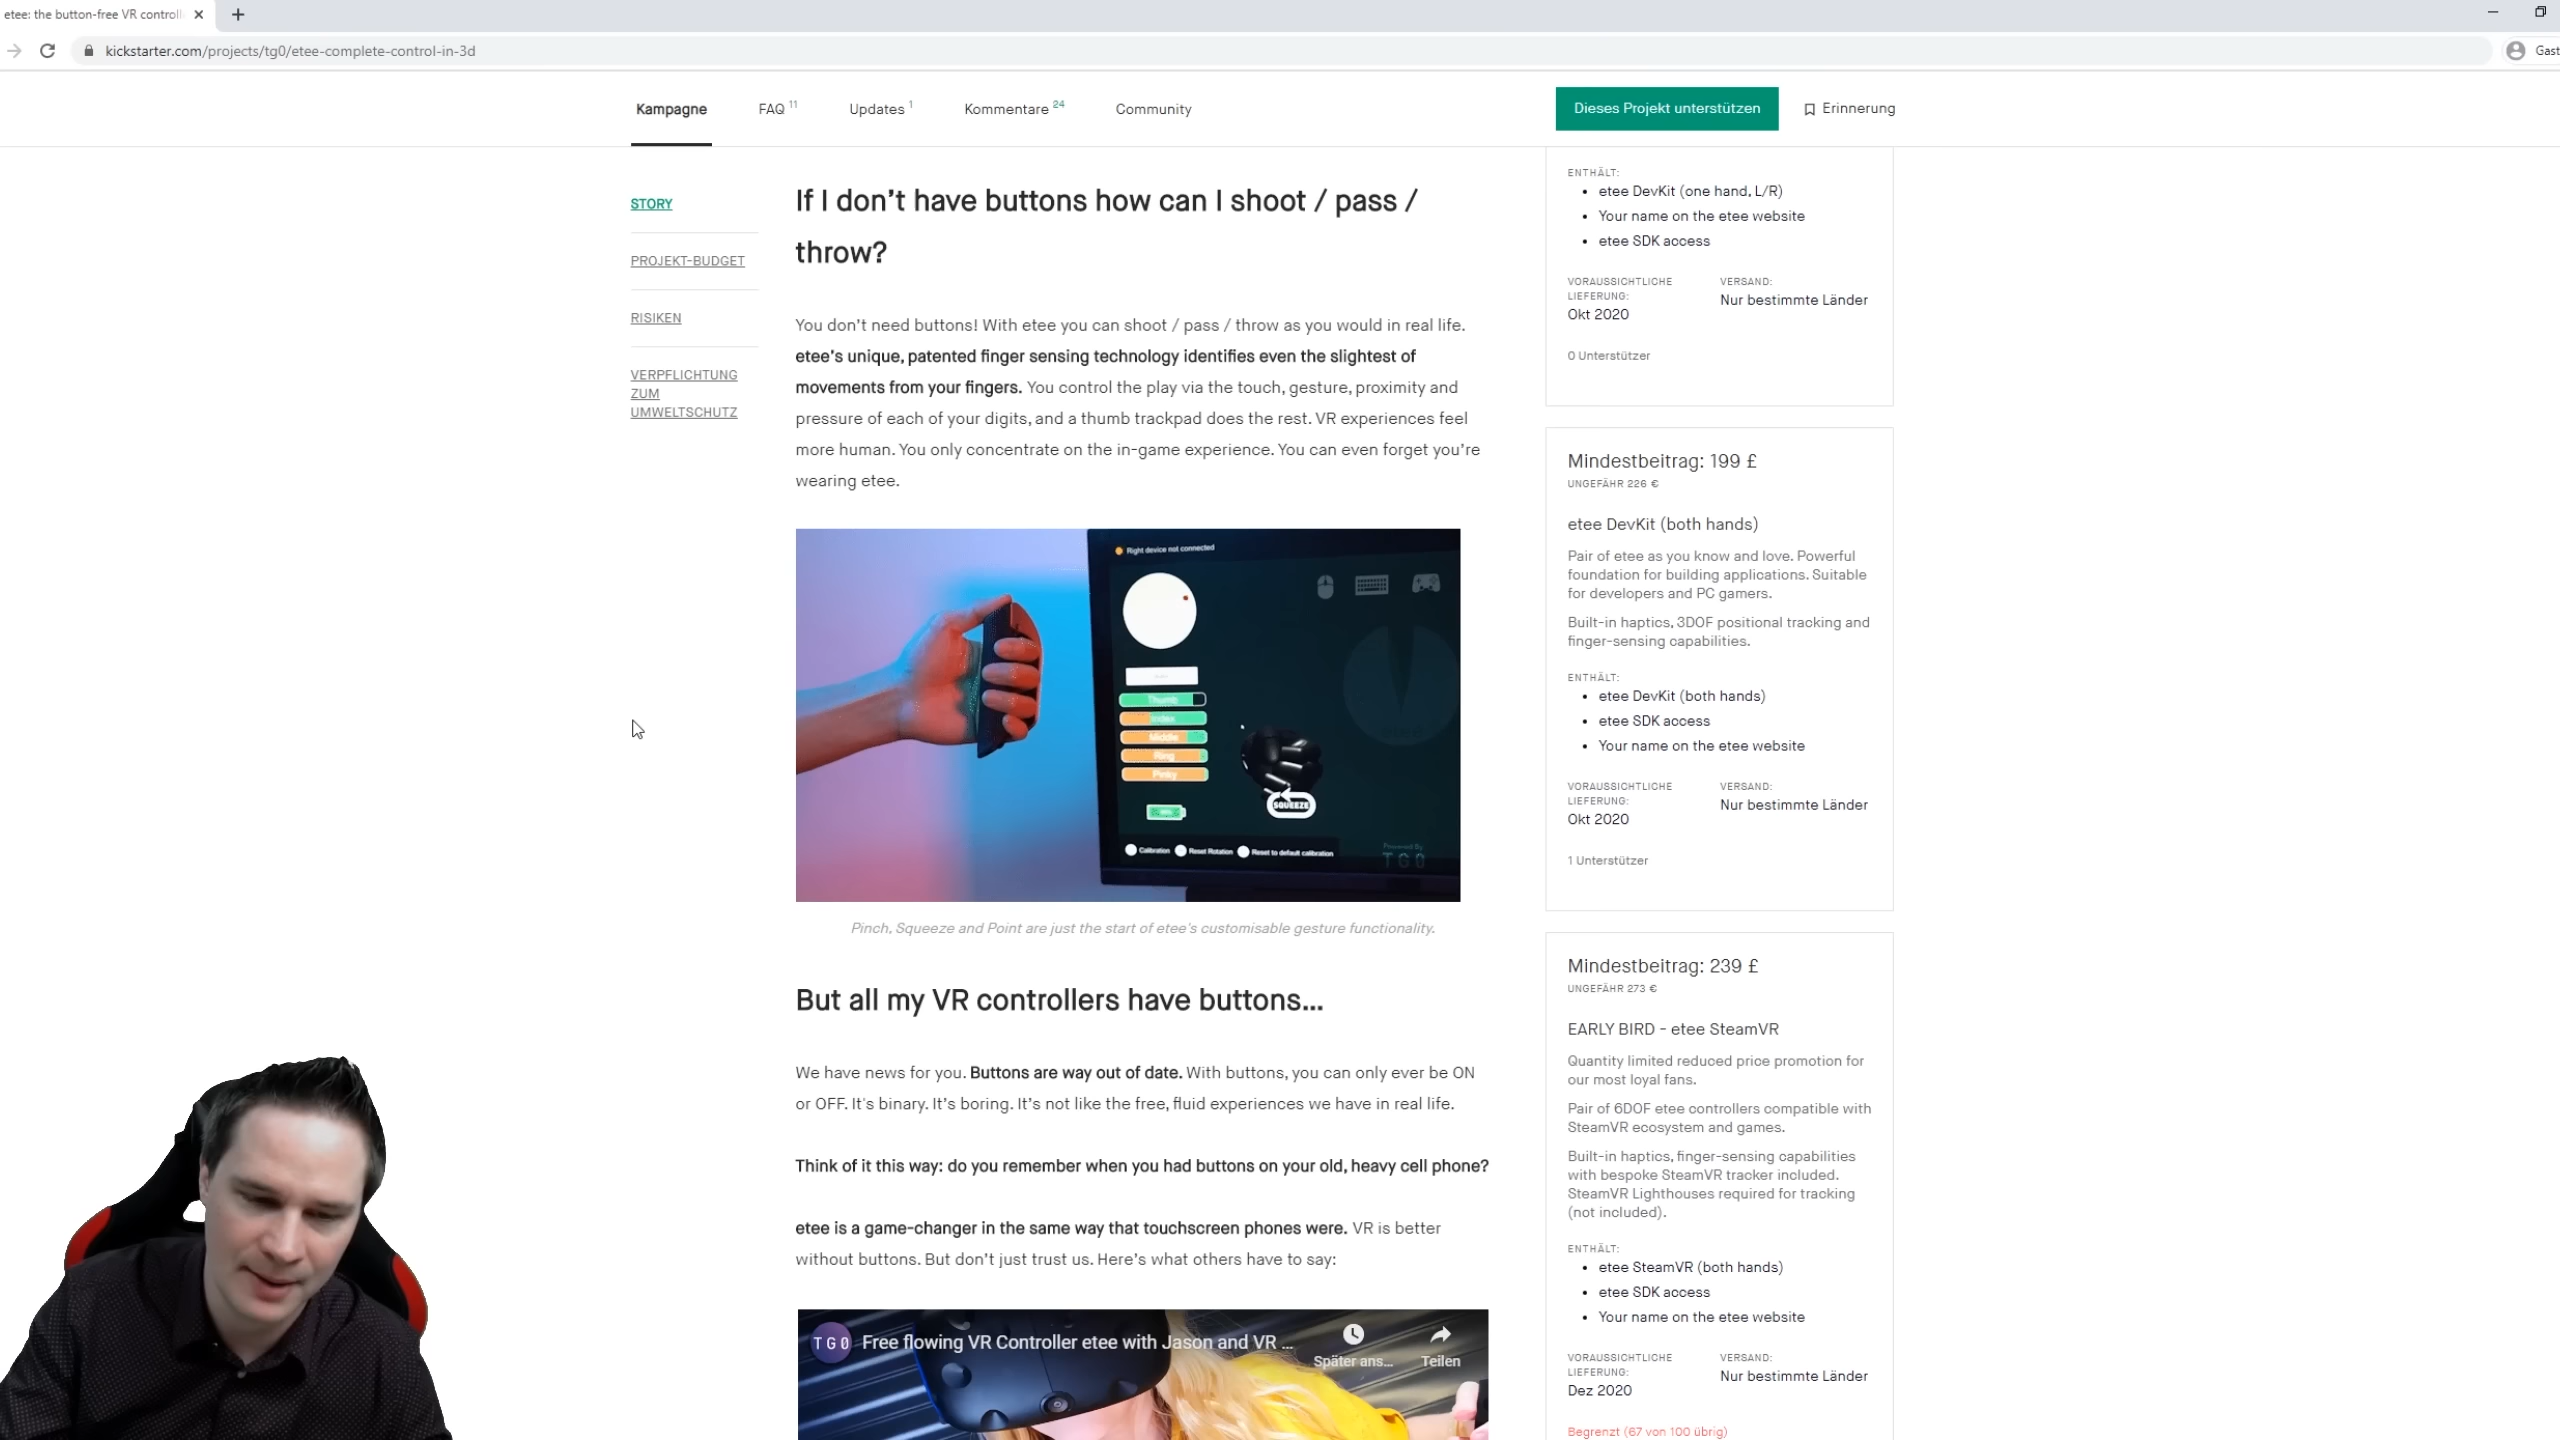 etee: the button-free VR controll
kickstarter.com/projects/tg0/etee-complete-control-in-3d
Gast
Kampagne
FAQ 11
Updates 1
Kommentare 24
Community
Dieses Projekt unterstützen
Erinnerung
STORY
PROJEKT-BUDGET
RISIKEN
VERPFLICHTUNG
ZUM
UMWELTSCHUTZ
If I don’t have buttons how can I shoot / pass /
throw?
You don’t need buttons! With etee you can shoot / pass / throw as you would in real life.
etee’s unique, patented finger sensing technology identifies even the slightest of
movements from your fingers. You control the play via the touch, gesture, proximity and
pressure of each of your digits, and a thumb trackpad does the rest. VR experiences feel
more human. You only concentrate on the in-game experience. You can even forget you’re
wearing etee.
Right device not connected
Thumb
Index
Middle
Ring
Pinky
SQUEEZE
Calibration
Reset Rotation
Reset to default calibration
Powered By
TG0
Pinch, Squeeze and Point are just the start of etee's customisable gesture functionality.
But all my VR controllers have buttons...
We have news for you. Buttons are way out of date. With buttons, you can only ever be ON
or OFF. It's binary. It’s boring. It’s not like the free, fluid experiences we have in real life.
Think of it this way: do you remember when you had buttons on your old, heavy cell phone?
etee is a game-changer in the same way that touchscreen phones were. VR is better
without buttons. But don’t just trust us. Here’s what others have to say:
TG0
Free flowing VR Controller etee with Jason and VR ...
Später ans...
Teilen
ENTHÄLT:
• etee DevKit (one hand, L/R)
• Your name on the etee website
• etee SDK access
VORAUSSICHTLICHE
LIEFERUNG:
Okt 2020
VERSAND:
Nur bestimmte Länder
0 Unterstützer
Mindestbeitrag: 199 £
UNGEFÄHR 226 €
etee DevKit (both hands)
Pair of etee as you know and love. Powerful
foundation for building applications. Suitable
for developers and PC gamers.
Built-in haptics, 3DOF positional tracking and
finger-sensing capabilities.
ENTHÄLT:
• etee DevKit (both hands)
• etee SDK access
• Your name on the etee website
VORAUSSICHTLICHE
LIEFERUNG:
Okt 2020
VERSAND:
Nur bestimmte Länder
1 Unterstützer
Mindestbeitrag: 239 £
UNGEFÄHR 273 €
EARLY BIRD - etee SteamVR
Quantity limited reduced price promotion for
our most loyal fans.
Pair of 6DOF etee controllers compatible with
SteamVR ecosystem and games.
Built-in haptics, finger-sensing capabilities
with bespoke SteamVR tracker included.
SteamVR Lighthouses required for tracking
(not included).
ENTHÄLT:
• etee SteamVR (both hands)
• etee SDK access
• Your name on the etee website
VORAUSSICHTLICHE
LIEFERUNG:
Dez 2020
VERSAND:
Nur bestimmte Länder
Begrenzt (67 von 100 übrig)